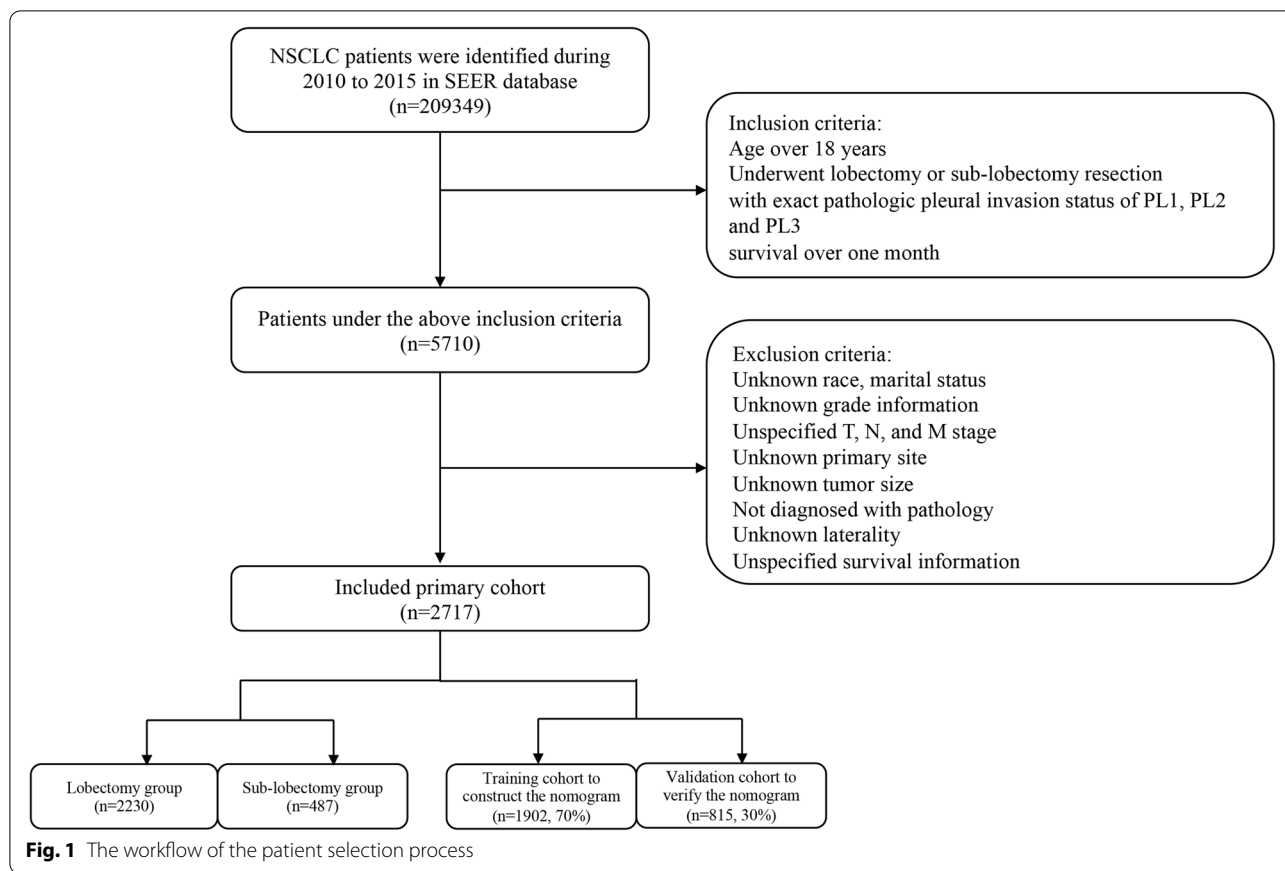 NSCLC patients were identified during
2010 to 2015 in SEER database
(n=209349)
Inclusion criteria:
Age over 18 years
Underwent lobectomy or sub-lobectomy resection
with exact pathologic pleural invasion status of PL1, PL2
and PL3
survival over one month
Patients under the above inclusion criteria
(n=5710)
Exclusion criteria:
Unknown race, marital status
Unknown grade information
Unspecified T, N, and M stage
Unknown primary site
Unknown tumor size
Not diagnosed with pathology
Unknown laterality
Unspecified survival information
Included primary cohort
(n=2717)
Lobectomy group
(n=2230)
Sub-lobectomy group
(n=487)
Training cohort to
construct the nomogram
(n=1902, 70%)
Validation cohort to
verify the nomogram
(n=815, 30%)
Fig. 1 The workflow of the patient selection process